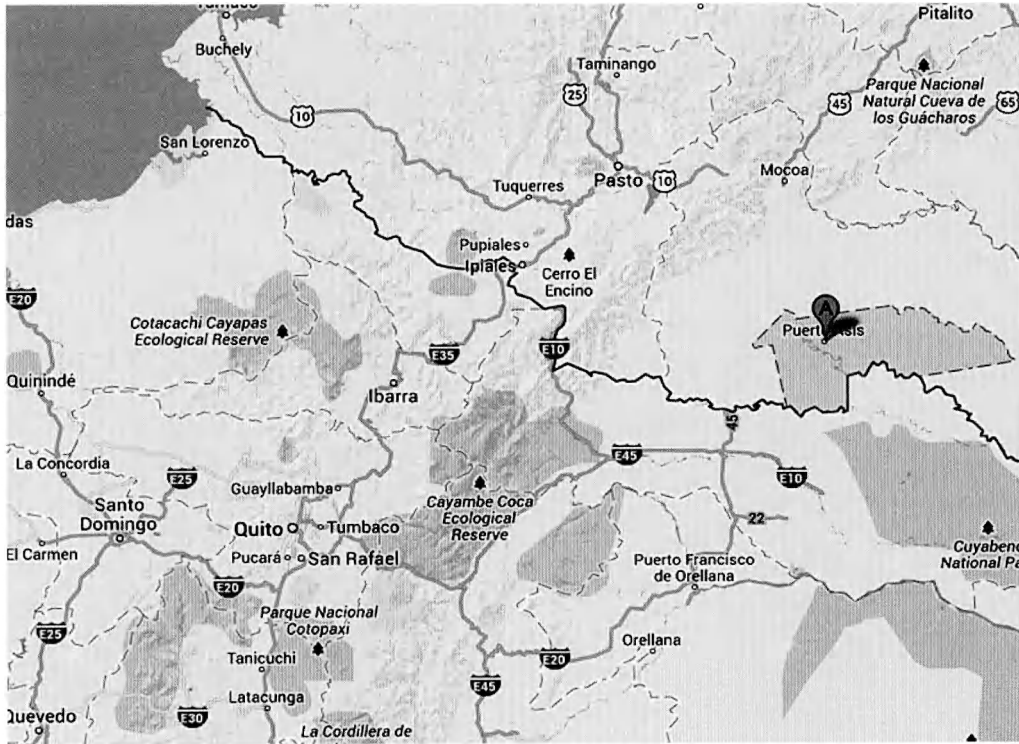 Tumaco
Pitalito
Buchely
Taminango
Parque Nacional
Natural Cueva de
los Guácharos
25
45
65
10
San Lorenzo
Pasto
10
Mocoa
Tuquerres
das
Pupiales
Ipiales
Cerro El
Encino
E20
A
Cotacachi Cayapas
Ecological Reserve
Puerto Asis
E35
E10
Quinindé
Ibarra
45
La Concordia
E45
E25
E10
Guayllabamba
Cayambe Coca
Ecological
Reserve
Santo
Domingo
22
Quito
Tumbaco
El Carmen
Pucará
San Rafael
Cuyabeno
National Pa
Puerto Francisco
de Orellana
E20
Parque Nacional
Cotopaxi
E25
Orellana
E20
Tanicuchi
E45
Latacunga
E30
Quevedo
La Cordillera de